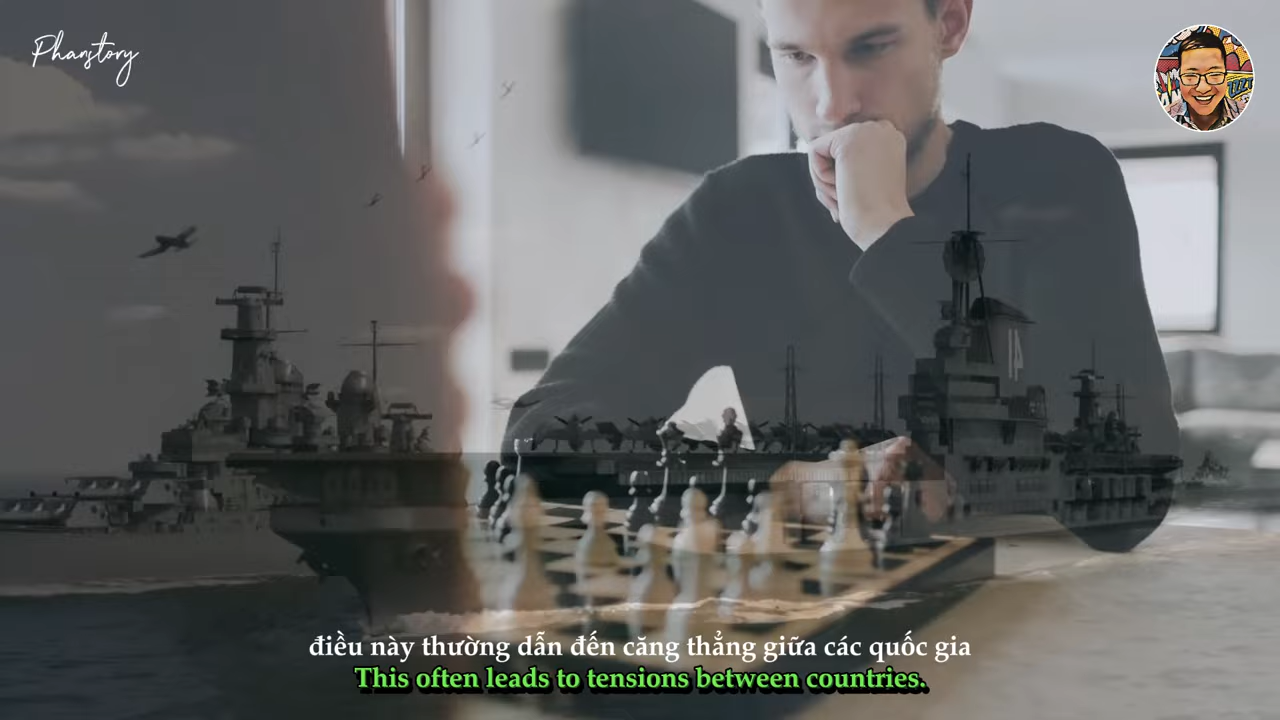 Phanstory
điều này thường dẫn đến căng thẳng giữa các quốc gia
This often leads to tensions between countries.